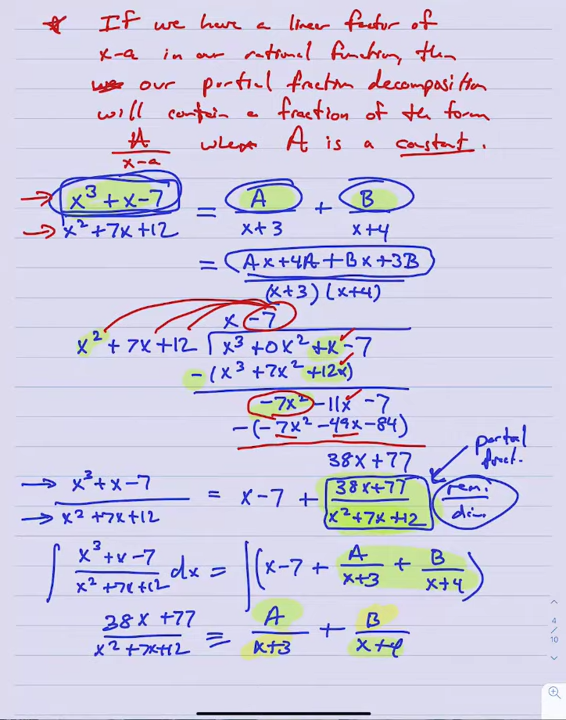 * If we have a linear factor of
x-a in our rational function, then
our partial fraction decomposition
will contain a fraction of the form
A/(x-a) where A is a constant.
→ (x³+x-7)/(x²+7x+12) = A/(x+3) + B/(x+4)
= (Ax+4A+Bx+3B)/((x+3)(x+4))
x -7
x²+7x+12 | x³+0x²+x-7
-(x³+7x²+12x)
-7x²-11x-7
-(-7x²-49x-84)
38x+77
partial
fract.
→ (x³+x-7)/(x²+7x+12) = x-7 + (38x+77)/(x²+7x+12) rem./div.
∫ (x³+x-7)/(x²+7x+12) dx = ∫(x-7 + A/(x+3) + B/(x+4))
(38x+77)/(x²+7x+12) = A/(x+3) + B/(x+4)
4
/
10